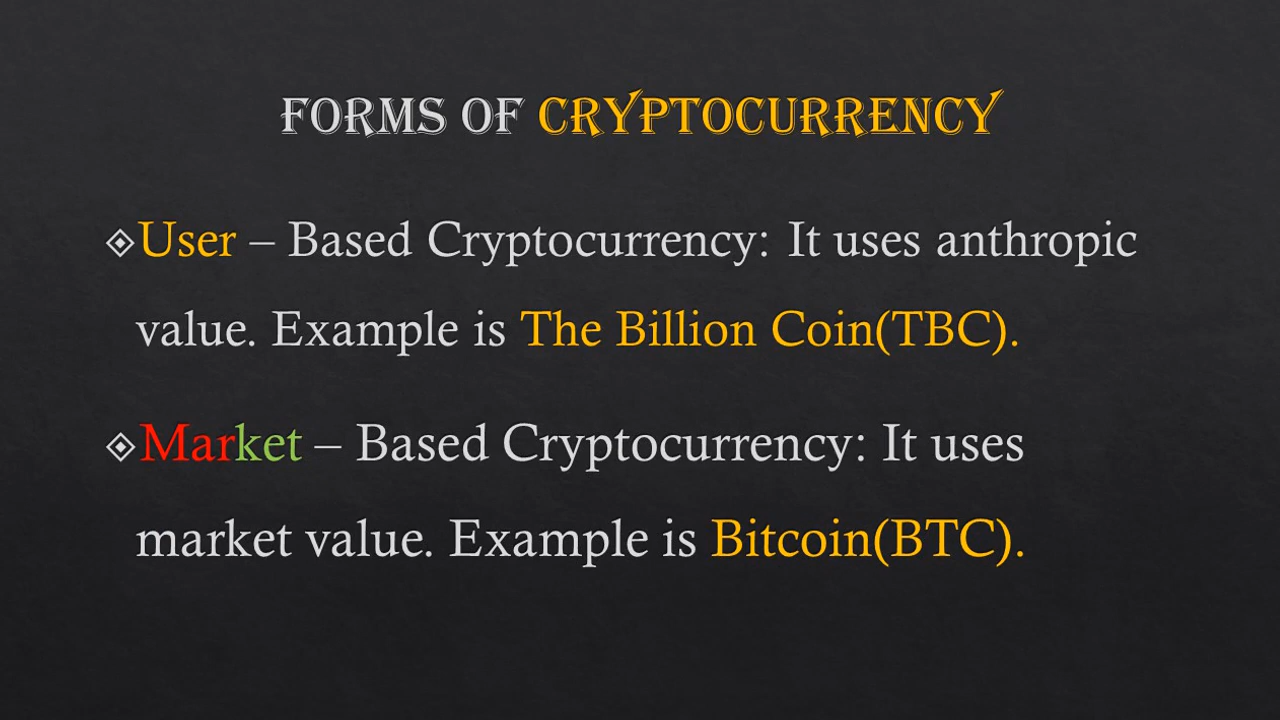 FORMS OF CRYPTOCURRENCY
User – Based Cryptocurrency: It uses anthropic
value. Example is The Billion Coin(TBC).
Market – Based Cryptocurrency: It uses
market value. Example is Bitcoin(BTC).